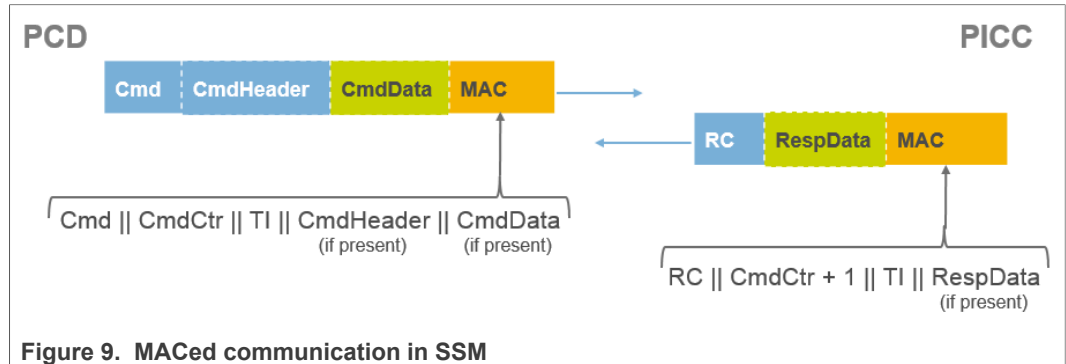 PCD
PICC
Cmd CmdHeader CmdData MAC
RC RespData MAC
Cmd || CmdCtr || TI || CmdHeader || CmdData
(if present) (if present)
RC || CmdCtr + 1 || TI || RespData
(if present)
Figure 9. MACed communication in SSM